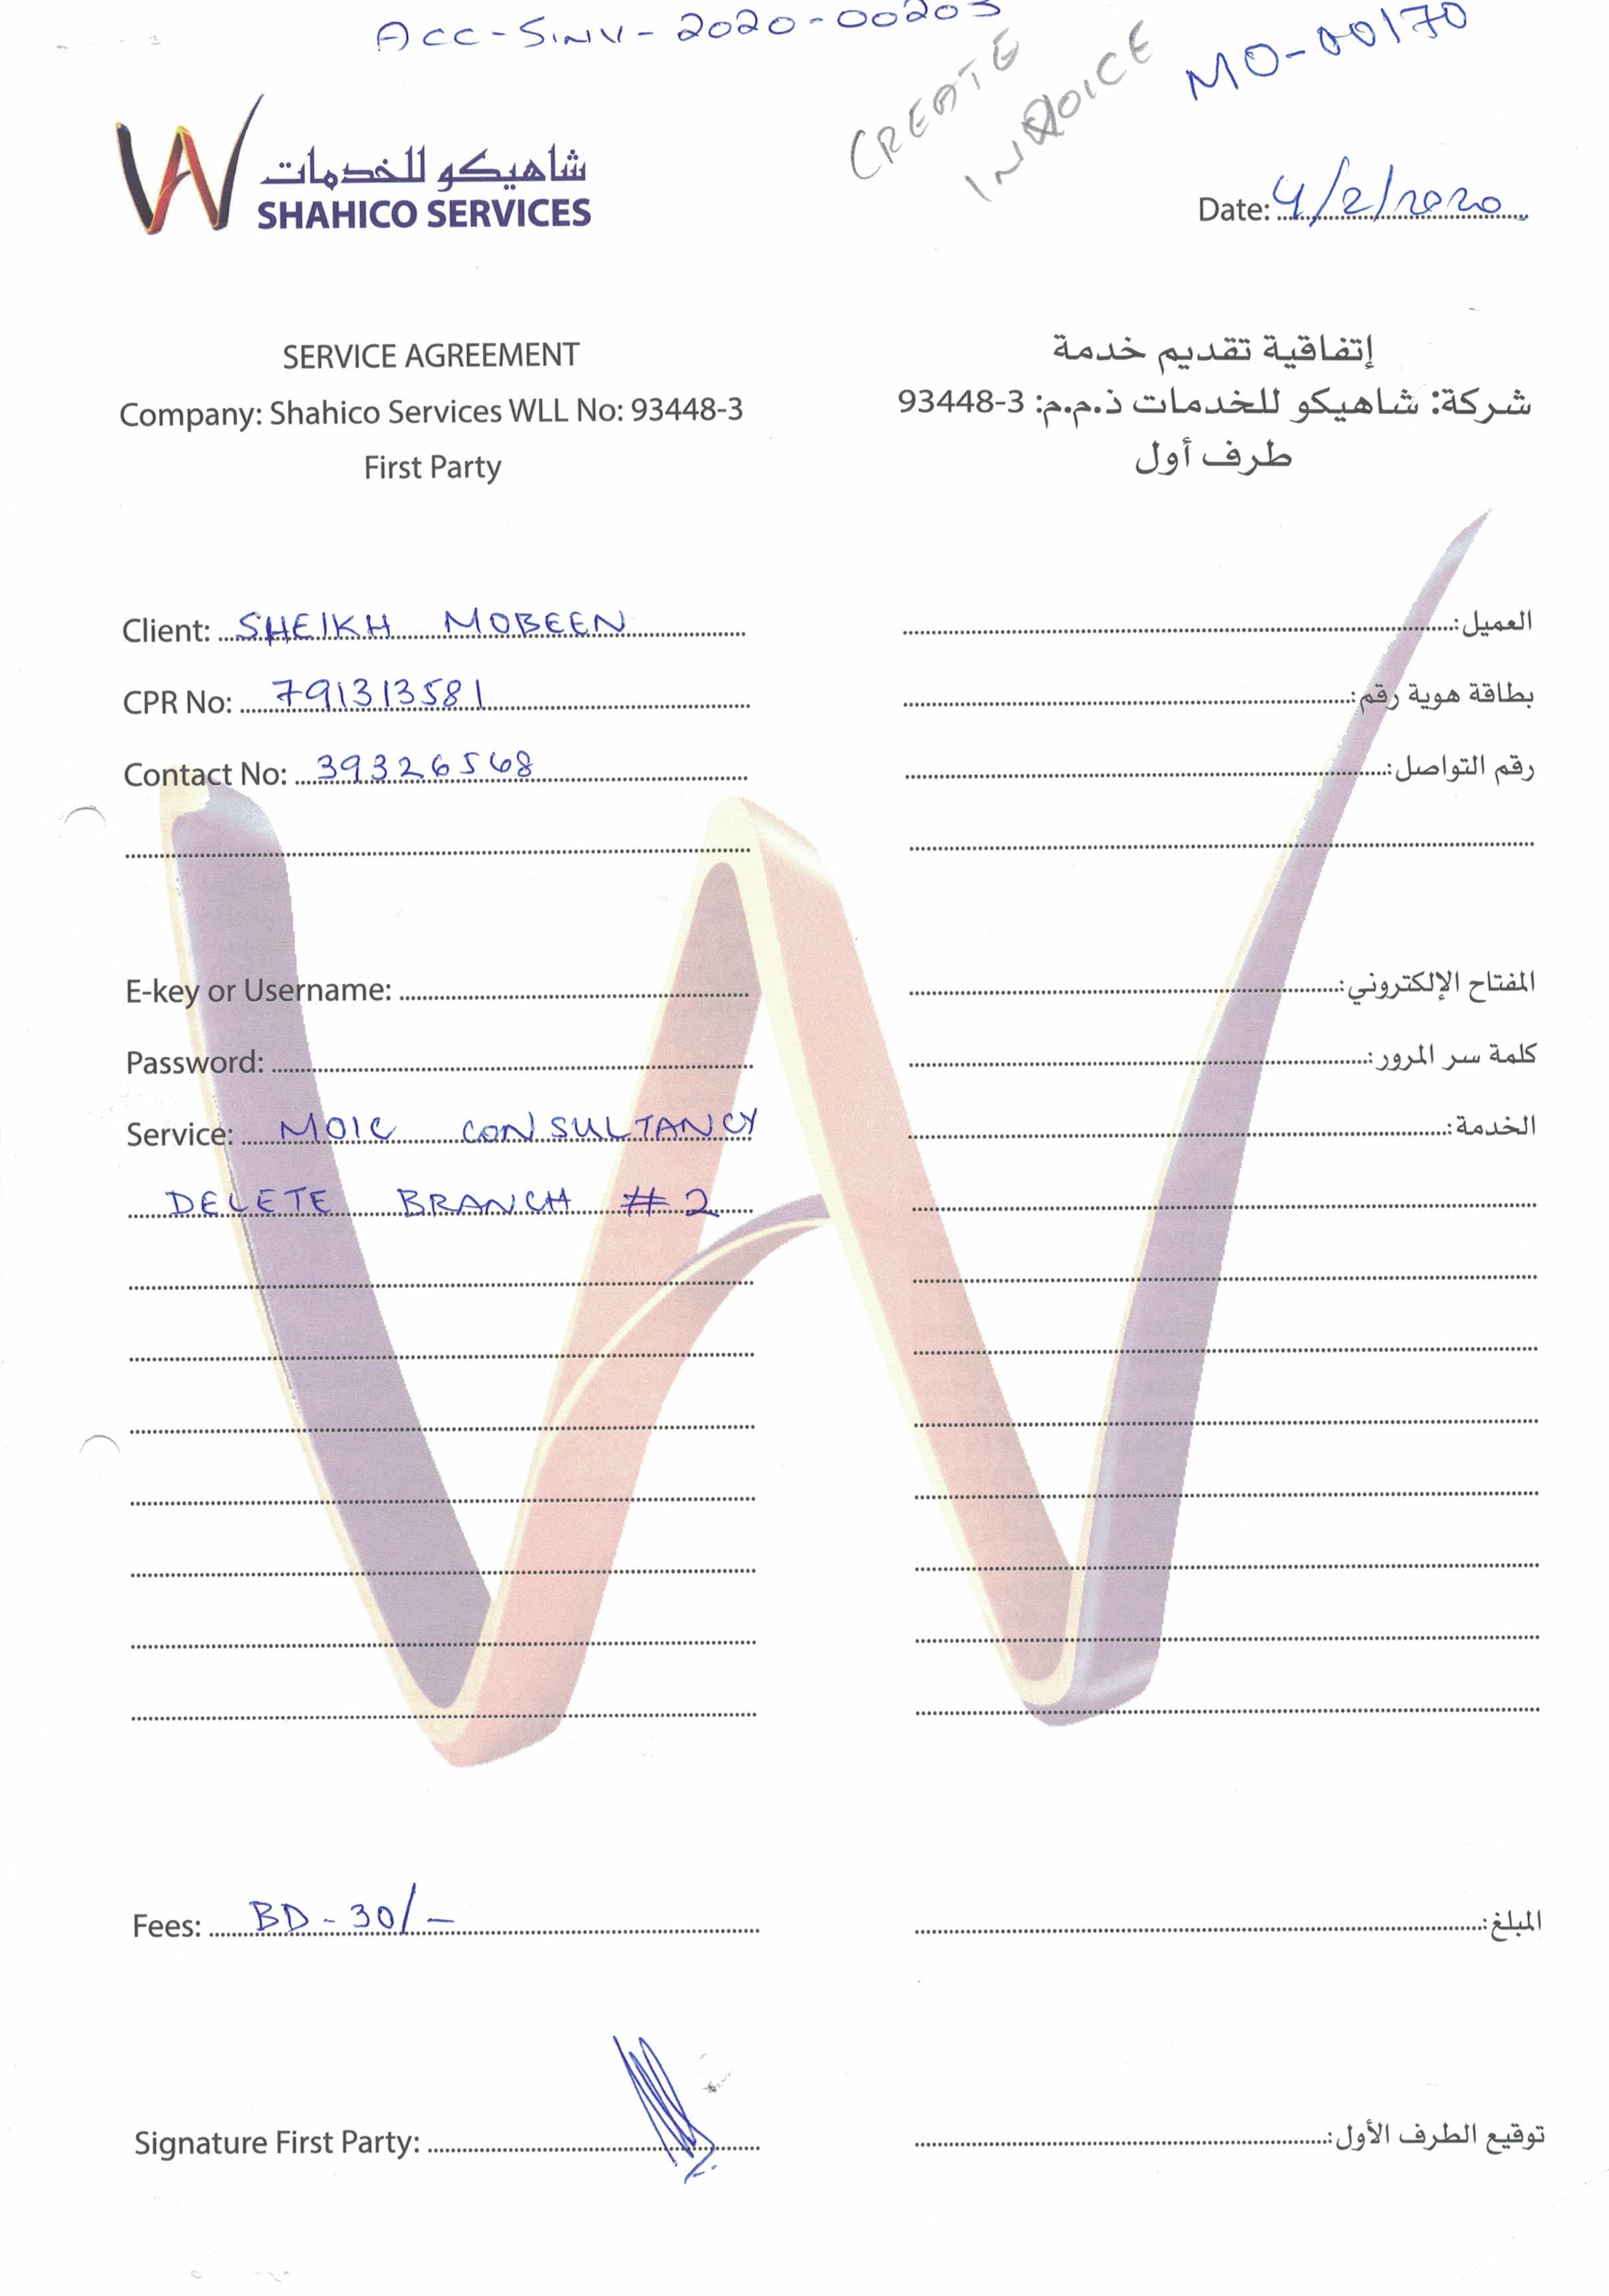 ACC-SINV-2020-00203
CREATE INVOICE
MO-00170
شاهيكو للخدمات
SHAHICO SERVICES
Date: 4/2/2020
SERVICE AGREEMENT
Company: Shahico Services WLL No: 93448-3
First Party
إتفاقية تقديم خدمة
شركة: شاهيكو للخدمات ذ.م.م: 3-93448
طرف أول
Client: SHEIKH MOBEEN
العميل:
CPR No: 791313581
بطاقة هوية رقم:
Contact No: 39326568
رقم التواصل:
E-key or Username:
المفتاح الإلكتروني:
Password:
كلمة سر المرور:
Service: MOIC CONSULTANCY
الخدمة:
DELETE BRANCH # 2
Fees: BD - 30/-
المبلغ:
Signature First Party:
توقيع الطرف الأول: